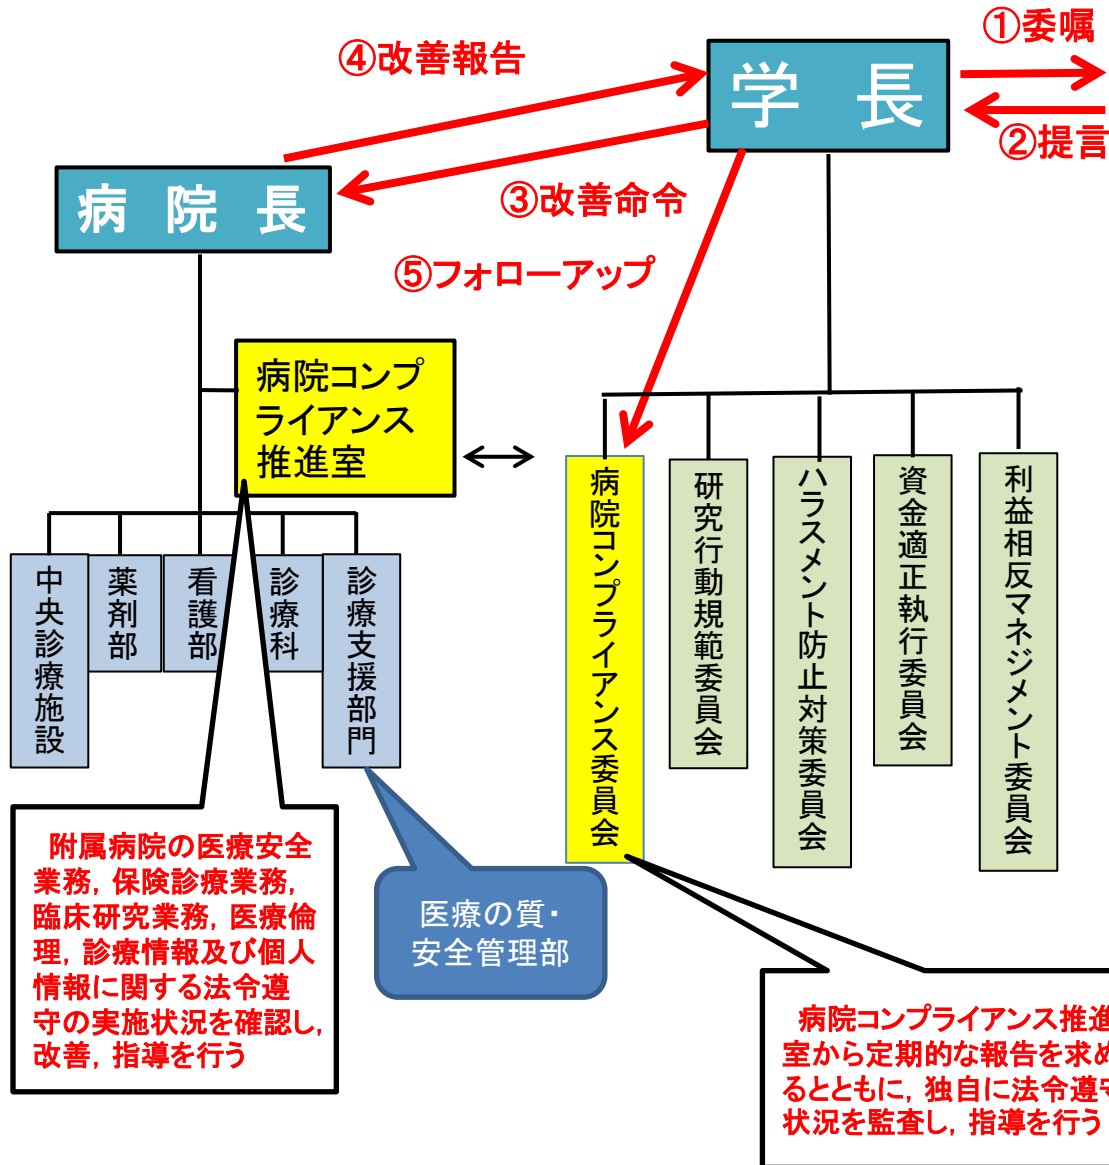 ①委嘱
④改善報告
学　長
②提言
病　院　長
③改善命令
⑤フォローアップ
病院コンプ
ライアンス
推進室
中央診療施設
薬剤部
看護部
診療科
診療支援部門
病院コンプライアンス委員会
研究行動規範委員会
ハラスメント防止対策委員会
資金適正執行委員会
利益相反マネジメント委員会
附属病院の医療安全
業務，保険診療業務，
臨床研究業務，医療倫
理，診療情報及び個人
情報に関する法令遵
守の実施状況を確認し，
改善，指導を行う
医療の質・
安全管理部
病院コンプライアンス推進
室から定期的な報告を求め
るとともに，独自に法令遵守
状況を監査し，指導を行う